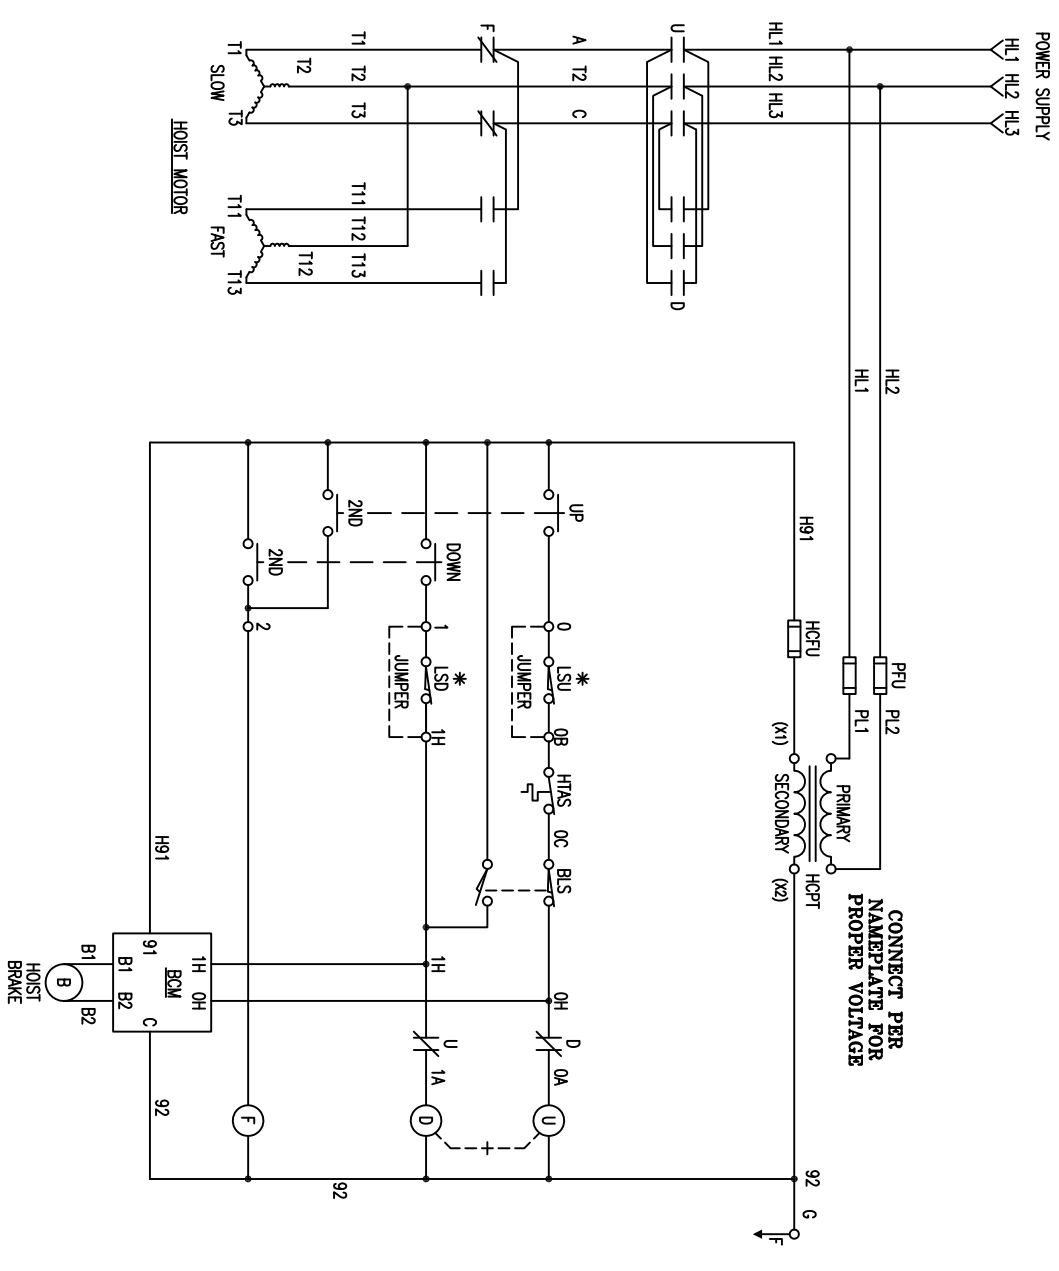 POWER SUPPLY
HL1
HL2
HL3
HL1
HL2
HL3
U
D
A
T2
C
F
T1
T2
T3
T11
T12
T13
T1
T2
T3
SLOW
T11
T12
T13
FAST
HOIST MOTOR
HL2
HL1
PFU
PL2
PL1
PRIMARY
SECONDARY
HCPT
(X1)
(X2)
CONNECT PER
NAMEPLATE FOR
PROPER VOLTAGE
H91
HCFU
92
G
F
UP
0
*
LSU
JUMPER
0B
HTAS
0C
BLS
0H
D
0A
U
DOWN
1
*
LSD
JUMPER
1H
1H
U
1A
D
2ND
2ND
2
F
92
H91
91
1H
0H
BCM
B1
B2
C
92
B1
B2
B
HOIST
BRAKE